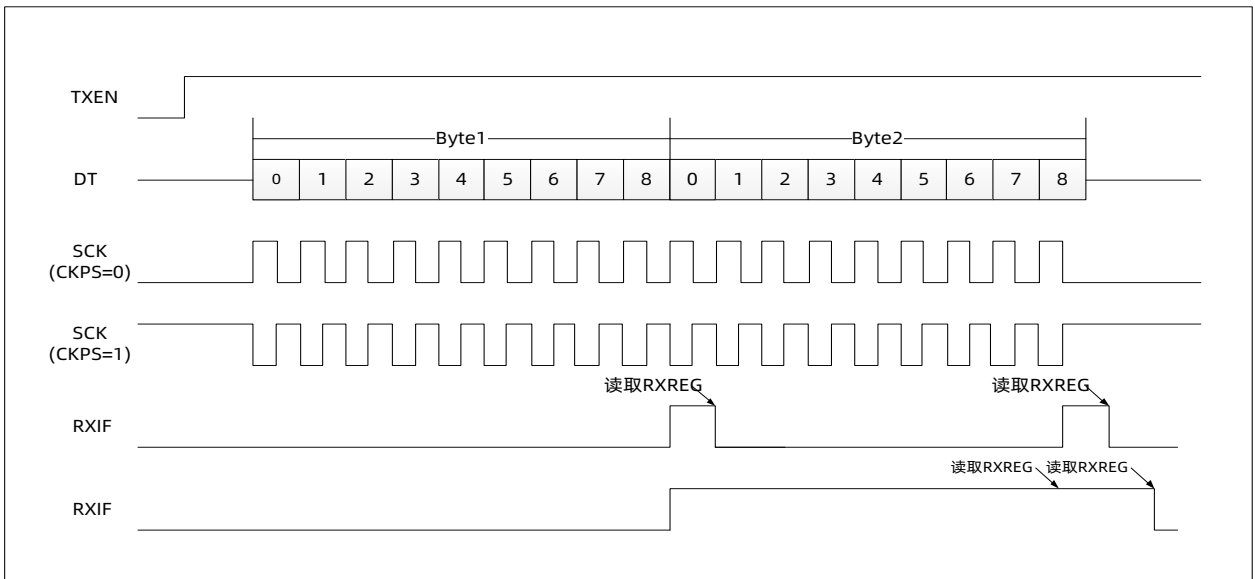 TXEN
Byte1 Byte2
DT 0 1 2 3 4 5 6 7 8 0 1 2 3 4 5 6 7 8
SCK
(CKPS=0)
SCK
(CKPS=1)
读取RXREG 读取RXREG
RXIF
读取RXREG 读取RXREG
RXIF